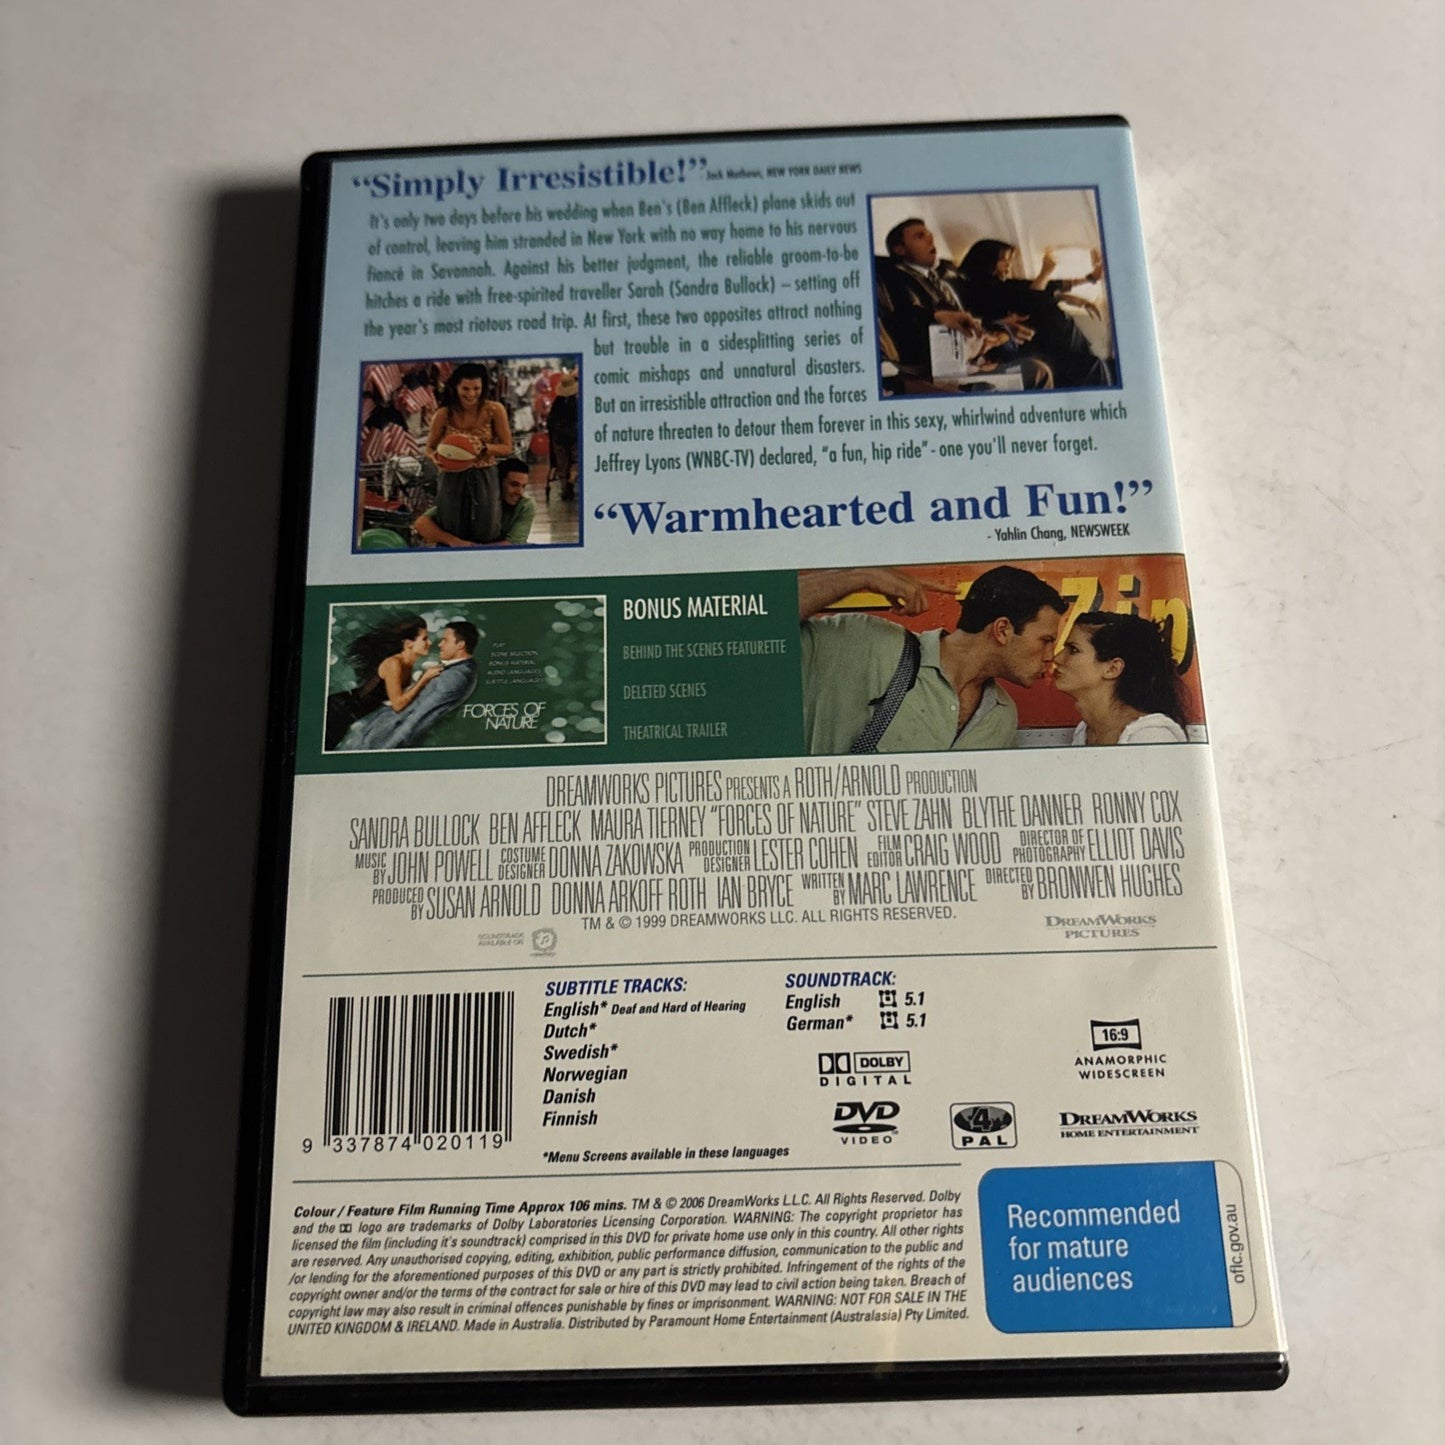 “Simply Irresistible!” Jack Mathews, NEW YORK DAILY NEWS
It's only two days before his wedding when Ben's (Ben Affleck) plane skids out
of control, leaving him stranded in New York with no way home to his nervous
fiancé in Savannah. Against his better judgment, the reliable groom-to-be
hitches a ride with free-spirited traveller Sarah (Sandra Bullock) – setting off
the year's most riotous road trip. At first, these two opposites attract nothing
but trouble in a sidesplitting series of
comic mishaps and unnatural disasters.
But an irresistible attraction and the forces
of nature threaten to detour them forever in this sexy, whirlwind adventure which
Jeffrey Lyons (WNBC-TV) declared, “a fun, hip ride” - one you'll never forget.
“Warmhearted and Fun!”
- Yahlin Chang, NEWSWEEK
PLAY
SCENE SELECTION
BONUS MATERIAL
AUDIO LANGUAGES
SUBTITLE LANGUAGES
FORCES OF
NATURE
BONUS MATERIAL
BEHIND THE SCENES FEATURETTE
DELETED SCENES
THEATRICAL TRAILER
Zip
DREAMWORKS PICTURES PRESENTS A ROTH/ARNOLD PRODUCTION
SANDRA BULLOCK BEN AFFLECK MAURA TIERNEY “FORCES OF NATURE” STEVE ZAHN BLYTHE DANNER RONNY COX
MUSIC BY JOHN POWELL COSTUME DESIGNER DONNA ZAKOWSKA PRODUCTION DESIGNER LESTER COHEN FILM EDITOR CRAIG WOOD DIRECTOR OF PHOTOGRAPHY ELLIOT DAVIS
PRODUCED BY SUSAN ARNOLD DONNA ARKOFF ROTH IAN BRYCE WRITTEN BY MARC LAWRENCE DIRECTED BY BRONWEN HUGHES
TM & © 1999 DREAMWORKS LLC. ALL RIGHTS RESERVED.
SOUNDTRACK
AVAILABLE ON
DREAMWORKS
PICTURES
9 337874 020119
SUBTITLE TRACKS:
English* Deaf and Hard of Hearing
Dutch*
Swedish*
Norwegian
Danish
Finnish
*Menu Screens available in these languages
SOUNDTRACK:
English 5.1
German* 5.1
DOLBY
DIGITAL
DVD
VIDEO
4
PAL
16:9
ANAMORPHIC
WIDESCREEN
DREAMWORKS
HOME ENTERTAINMENT
Colour / Feature Film Running Time Approx 106 mins. TM & © 2006 DreamWorks L.L.C. All Rights Reserved. Dolby
and the logo are trademarks of Dolby Laboratories Licensing Corporation. WARNING: The copyright proprietor has
licensed the film (including it's soundtrack) comprised in this DVD for private home use only in this country. All other rights
are reserved. Any unauthorised copying, editing, exhibition, public performance diffusion, communication to the public and
/or lending for the aforementioned purposes of this DVD or any part is strictly prohibited. Infringement of the rights of the
copyright owner and/or the terms of the contract for sale or hire of this DVD may lead to civil action being taken. Breach of
copyright law may also result in criminal offences punishable by fines or imprisonment. WARNING: NOT FOR SALE IN THE
UNITED KINGDOM & IRELAND. Made in Australia. Distributed by Paramount Home Entertainment (Australasia) Pty Limited.
Recommended
for mature
audiences
oflc.gov.au